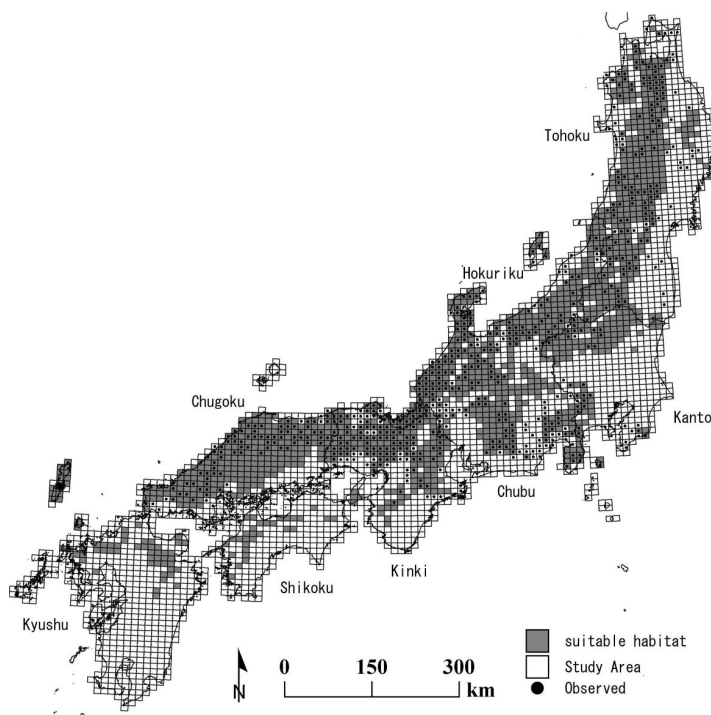 Tohoku
Hokuriku
Chugoku
Kanto
Chubu
Kinki
Shikoku
Kyushu
N
0 150 300
km
suitable habitat
Study Area
Observed